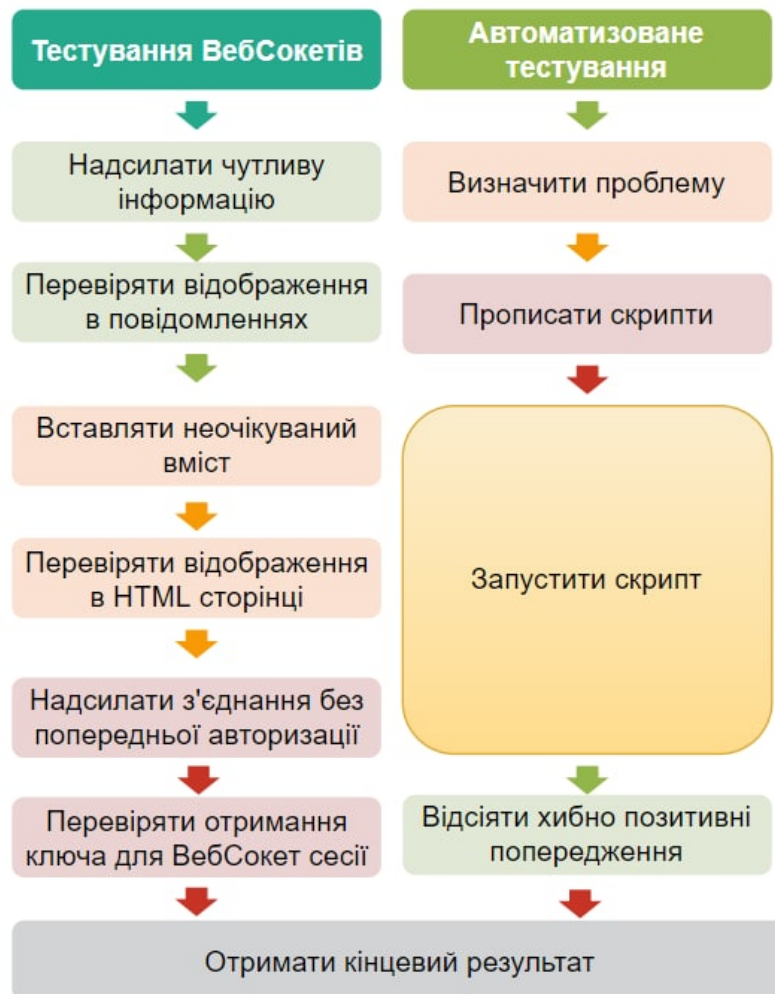 Тестування ВебСокетів
Надсилати чутливу
інформацію
Перевіряти відображення
в повідомленнях
Вставляти неочікуваний
вміст
Перевіряти відображення
в HTML сторінці
Надсилати з'єднання без
попередньої авторизації
Перевіряти отримання
ключа для ВебСокет сесії
Автоматизоване
тестування
Визначити проблему
Прописати скрипти
Запустити скрипт
Відсіяти хибно позитивні
попередження
Отримати кінцевий результат